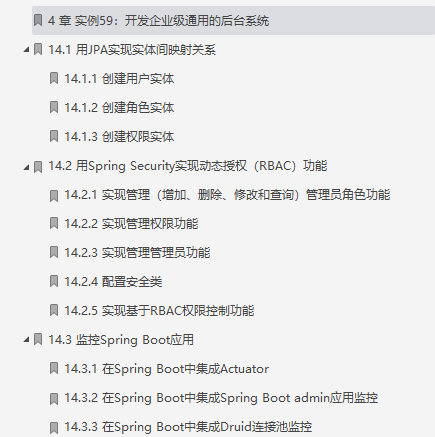 4 章 实例59：开发企业级通用的后台系统
14.1 用JPA实现实体间映射关系
14.1.1 创建用户实体
14.1.2 创建角色实体
14.1.3 创建权限实体
14.2 用Spring Security实现动态授权（RBAC）功能
14.2.1 实现管理（增加、删除、修改和查询）管理员角色功能
14.2.2 实现管理权限功能
14.2.3 实现管理管理员功能
14.2.4 配置安全类
14.2.5 实现基于RBAC权限控制功能
14.3 监控Spring Boot应用
14.3.1 在Spring Boot中集成Actuator
14.3.2 在Spring Boot中集成Spring Boot admin应用监控
14.3.3 在Spring Boot中集成Druid连接池监控